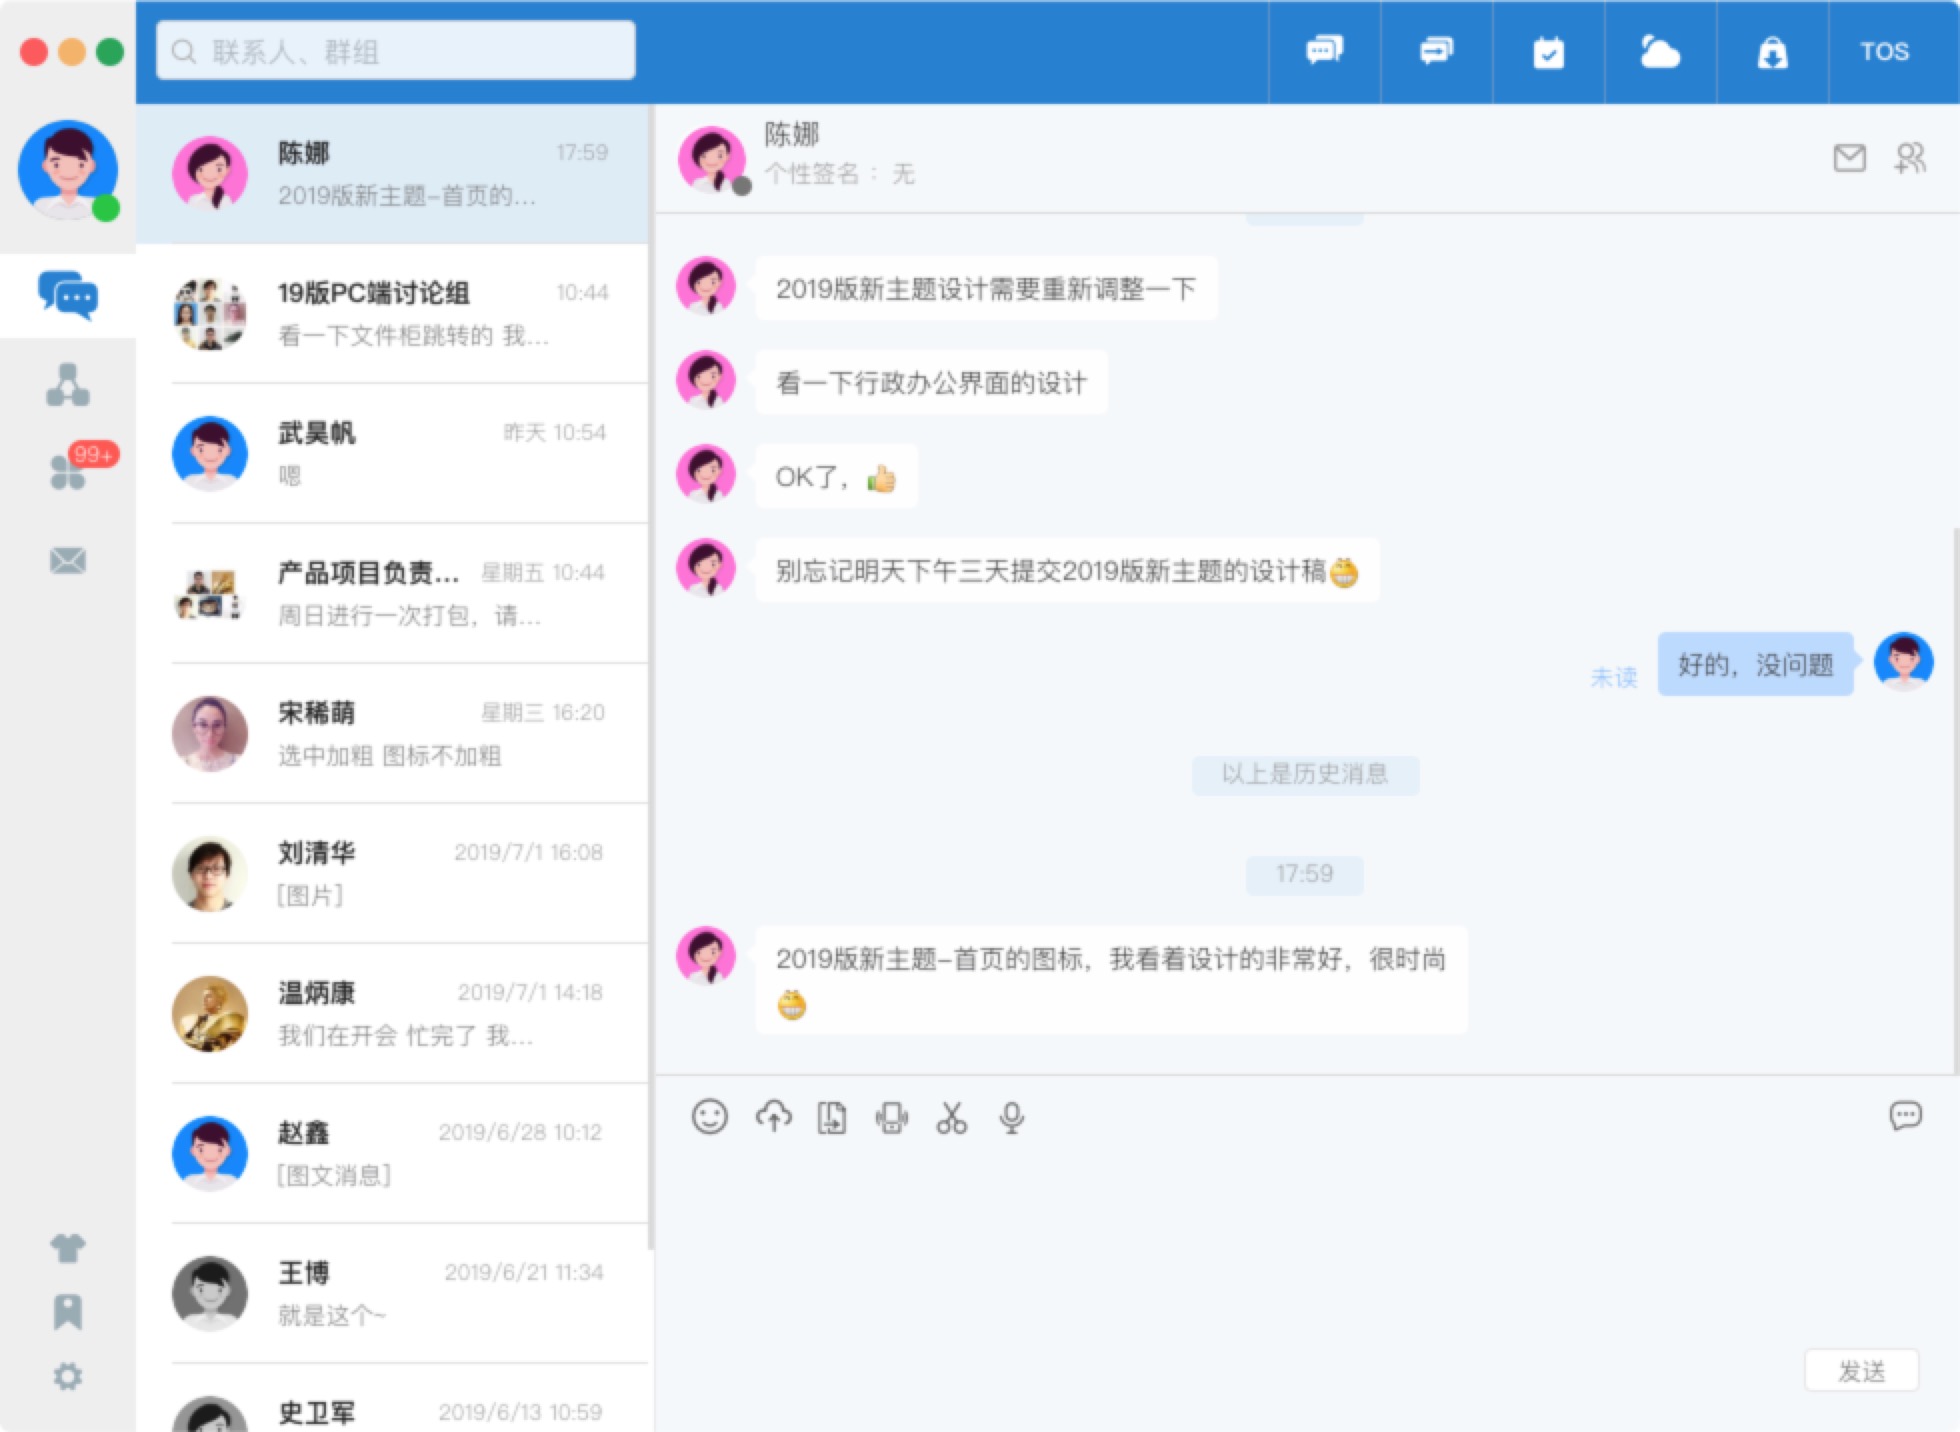 联系人、群组
TOS
陈娜
17:59
2019版新主题-首页的...
19版PC端讨论组
10:44
看一下文件柜跳转的 我...
武昊帆
昨天 10:54
嗯
99+
产品项目负责...
星期五 10:44
周日进行一次打包，请...
宋稀萌
星期三 16:20
选中加粗 图标不加粗
刘清华
2019/7/1 16:08
[图片]
温炳康
2019/7/1 14:18
我们在开会 忙完了 我...
赵鑫
2019/6/28 10:12
[图文消息]
王博
2019/6/21 11:34
就是这个~
史卫军
2019/6/13 10:59
陈娜
个性签名 ： 无
2019版新主题设计需要重新调整一下
看一下行政办公界面的设计
OK了，
别忘记明天下午三天提交2019版新主题的设计稿
未读
好的，没问题
以上是历史消息
17:59
2019版新主题-首页的图标，我看着设计的非常好，很时尚
发送